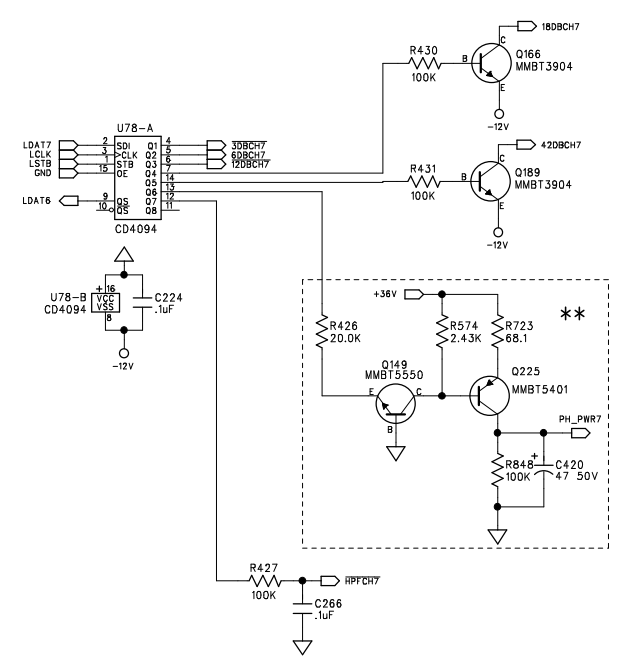 18DBCH7
C
R430
B
Q166
MMBT3904
100K
E
-12V
U78-A
LDAT7 2 SDI Q1 4 3DBCH7
LCLK 3 >CLK Q2 5 6DBCH7
LSTB 1 STB Q3 6 12DBCH7
GND 15 OE Q4 7
Q5 14
Q6 13
LDAT6 9 QS Q7 12
10 QS Q8 11
CD4094
42DBCH7
C
R431
B
Q189
MMBT3904
100K
E
-12V
+ 16
U78-B VCC
CD4094 VSS
8
C224
.1uF
-12V
+36V
**
R426
20.0K
R574
2.43K
R723
68.1
Q149
MMBT5550
E C
B
Q225
MMBT5401
PH_PWR7
R848
100K
+
C420
47 50V
R427
100K
HPFCH7
C266
.1uF